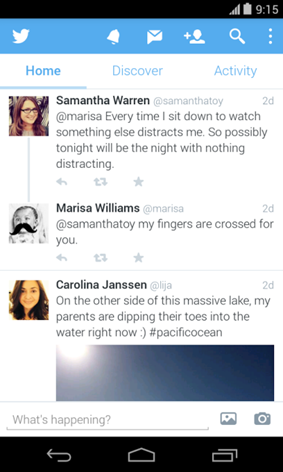 9:15
Home Discover Activity
Samantha Warren @samanthatoy 2d
@marisa Every time I sit down to watch
something else distracts me. So possibly
tonight will be the night with nothing
distracting.
Marisa Williams @marisa 2d
@samanthatoy my fingers are crossed for
you.
Carolina Janssen @lija 2d
On the other side of this massive lake, my
parents are dipping their toes into the
water right now :) #pacificocean
What's happening?